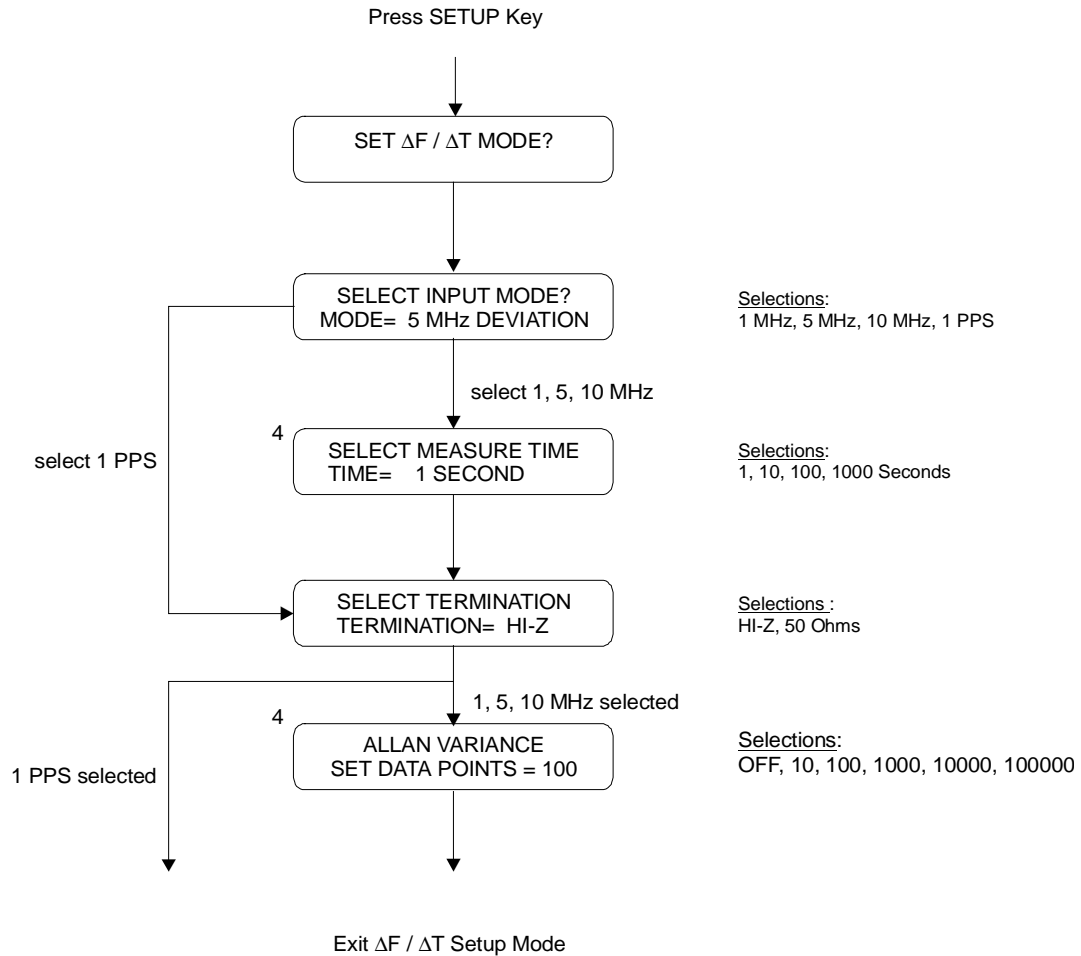 Press SETUP Key
SET ΔF / ΔT MODE?
SELECT INPUT MODE?
MODE= 5 MHz DEVIATION
Selections:
1 MHz, 5 MHz, 10 MHz, 1 PPS
select 1, 5, 10 MHz
select 1 PPS
4
SELECT MEASURE TIME
TIME= 1 SECOND
Selections:
1, 10, 100, 1000 Seconds
SELECT TERMINATION
TERMINATION= HI-Z
Selections :
HI-Z, 50 Ohms
1, 5, 10 MHz selected
1 PPS selected
4
ALLAN VARIANCE
SET DATA POINTS = 100
Selections:
OFF, 10, 100, 1000, 10000, 100000
Exit ΔF / ΔT Setup Mode